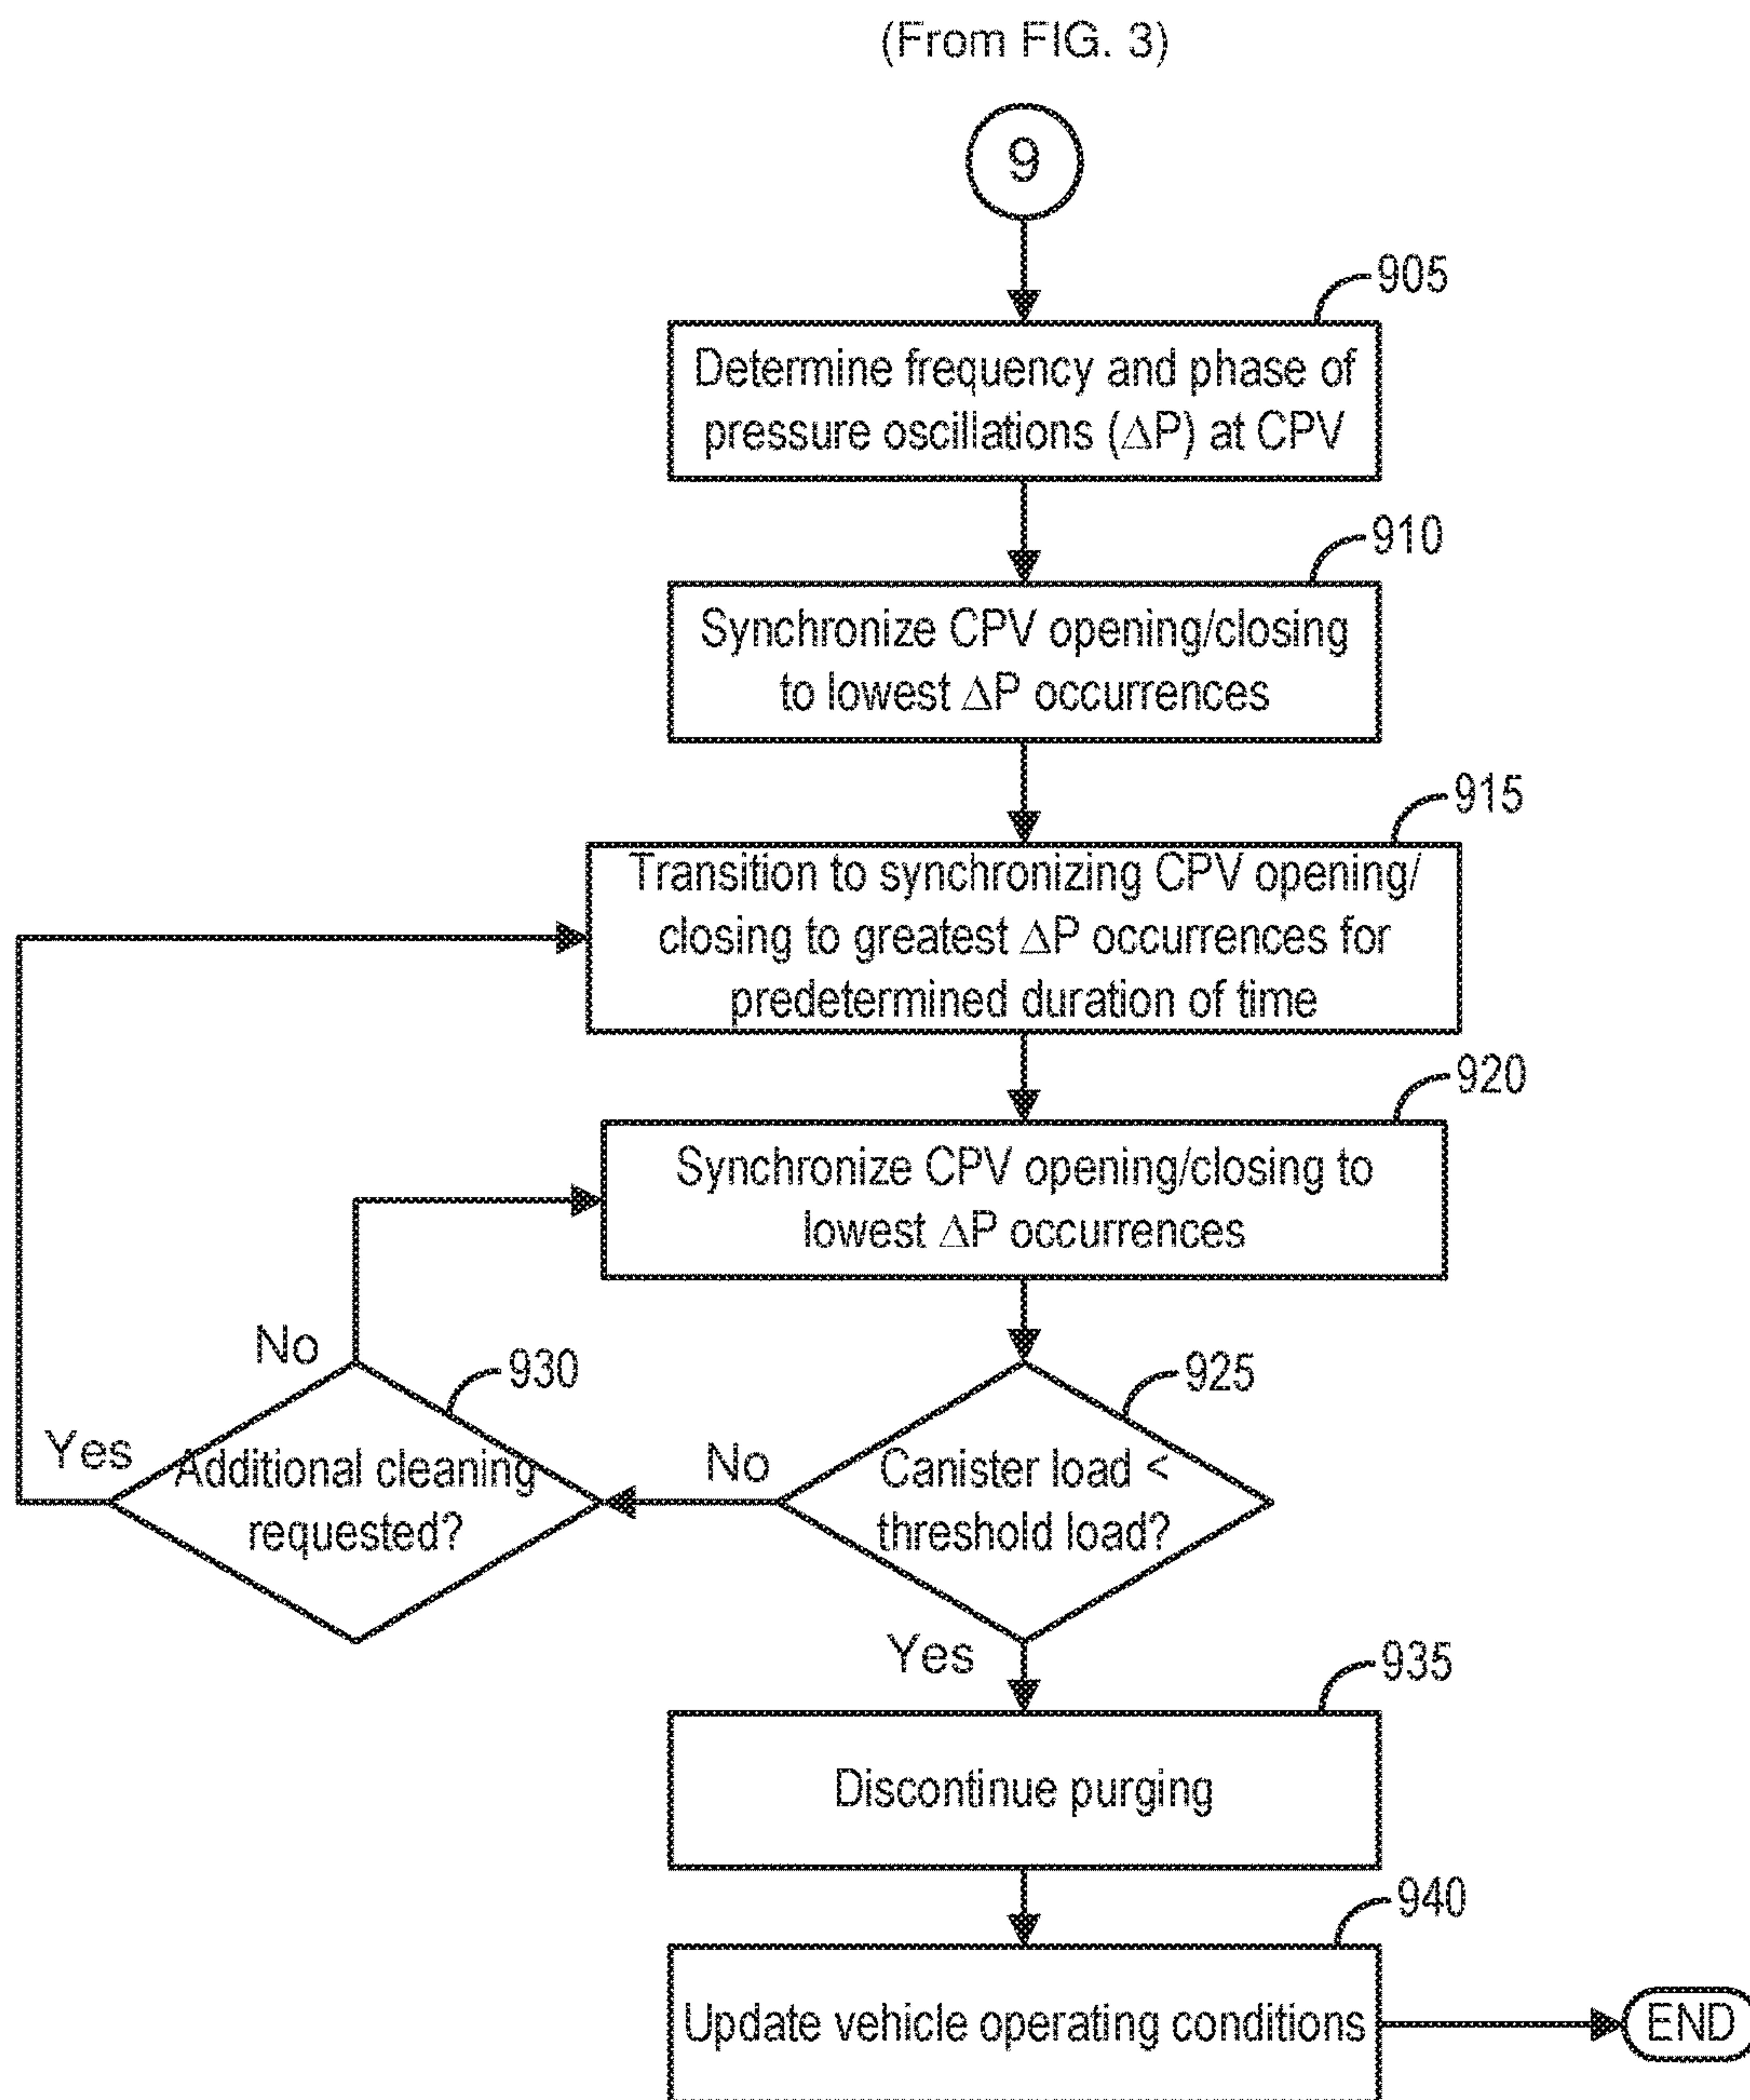 (From FIG. 3)
9
905
Determine frequency and phase of
pressure oscillations (ΔP) at CPV
910
Synchronize CPV opening/closing
to lowest ΔP occurrences
915
Transition to synchronizing CPV opening/
closing to greatest ΔP occurrences for
predetermined duration of time
920
Synchronize CPV opening/closing to
lowest ΔP occurrences
No
930
925
Yes
Additional cleaning
requested?
No
Canister load <
threshold load?
Yes
935
Discontinue purging
940
Update vehicle operating conditions
END